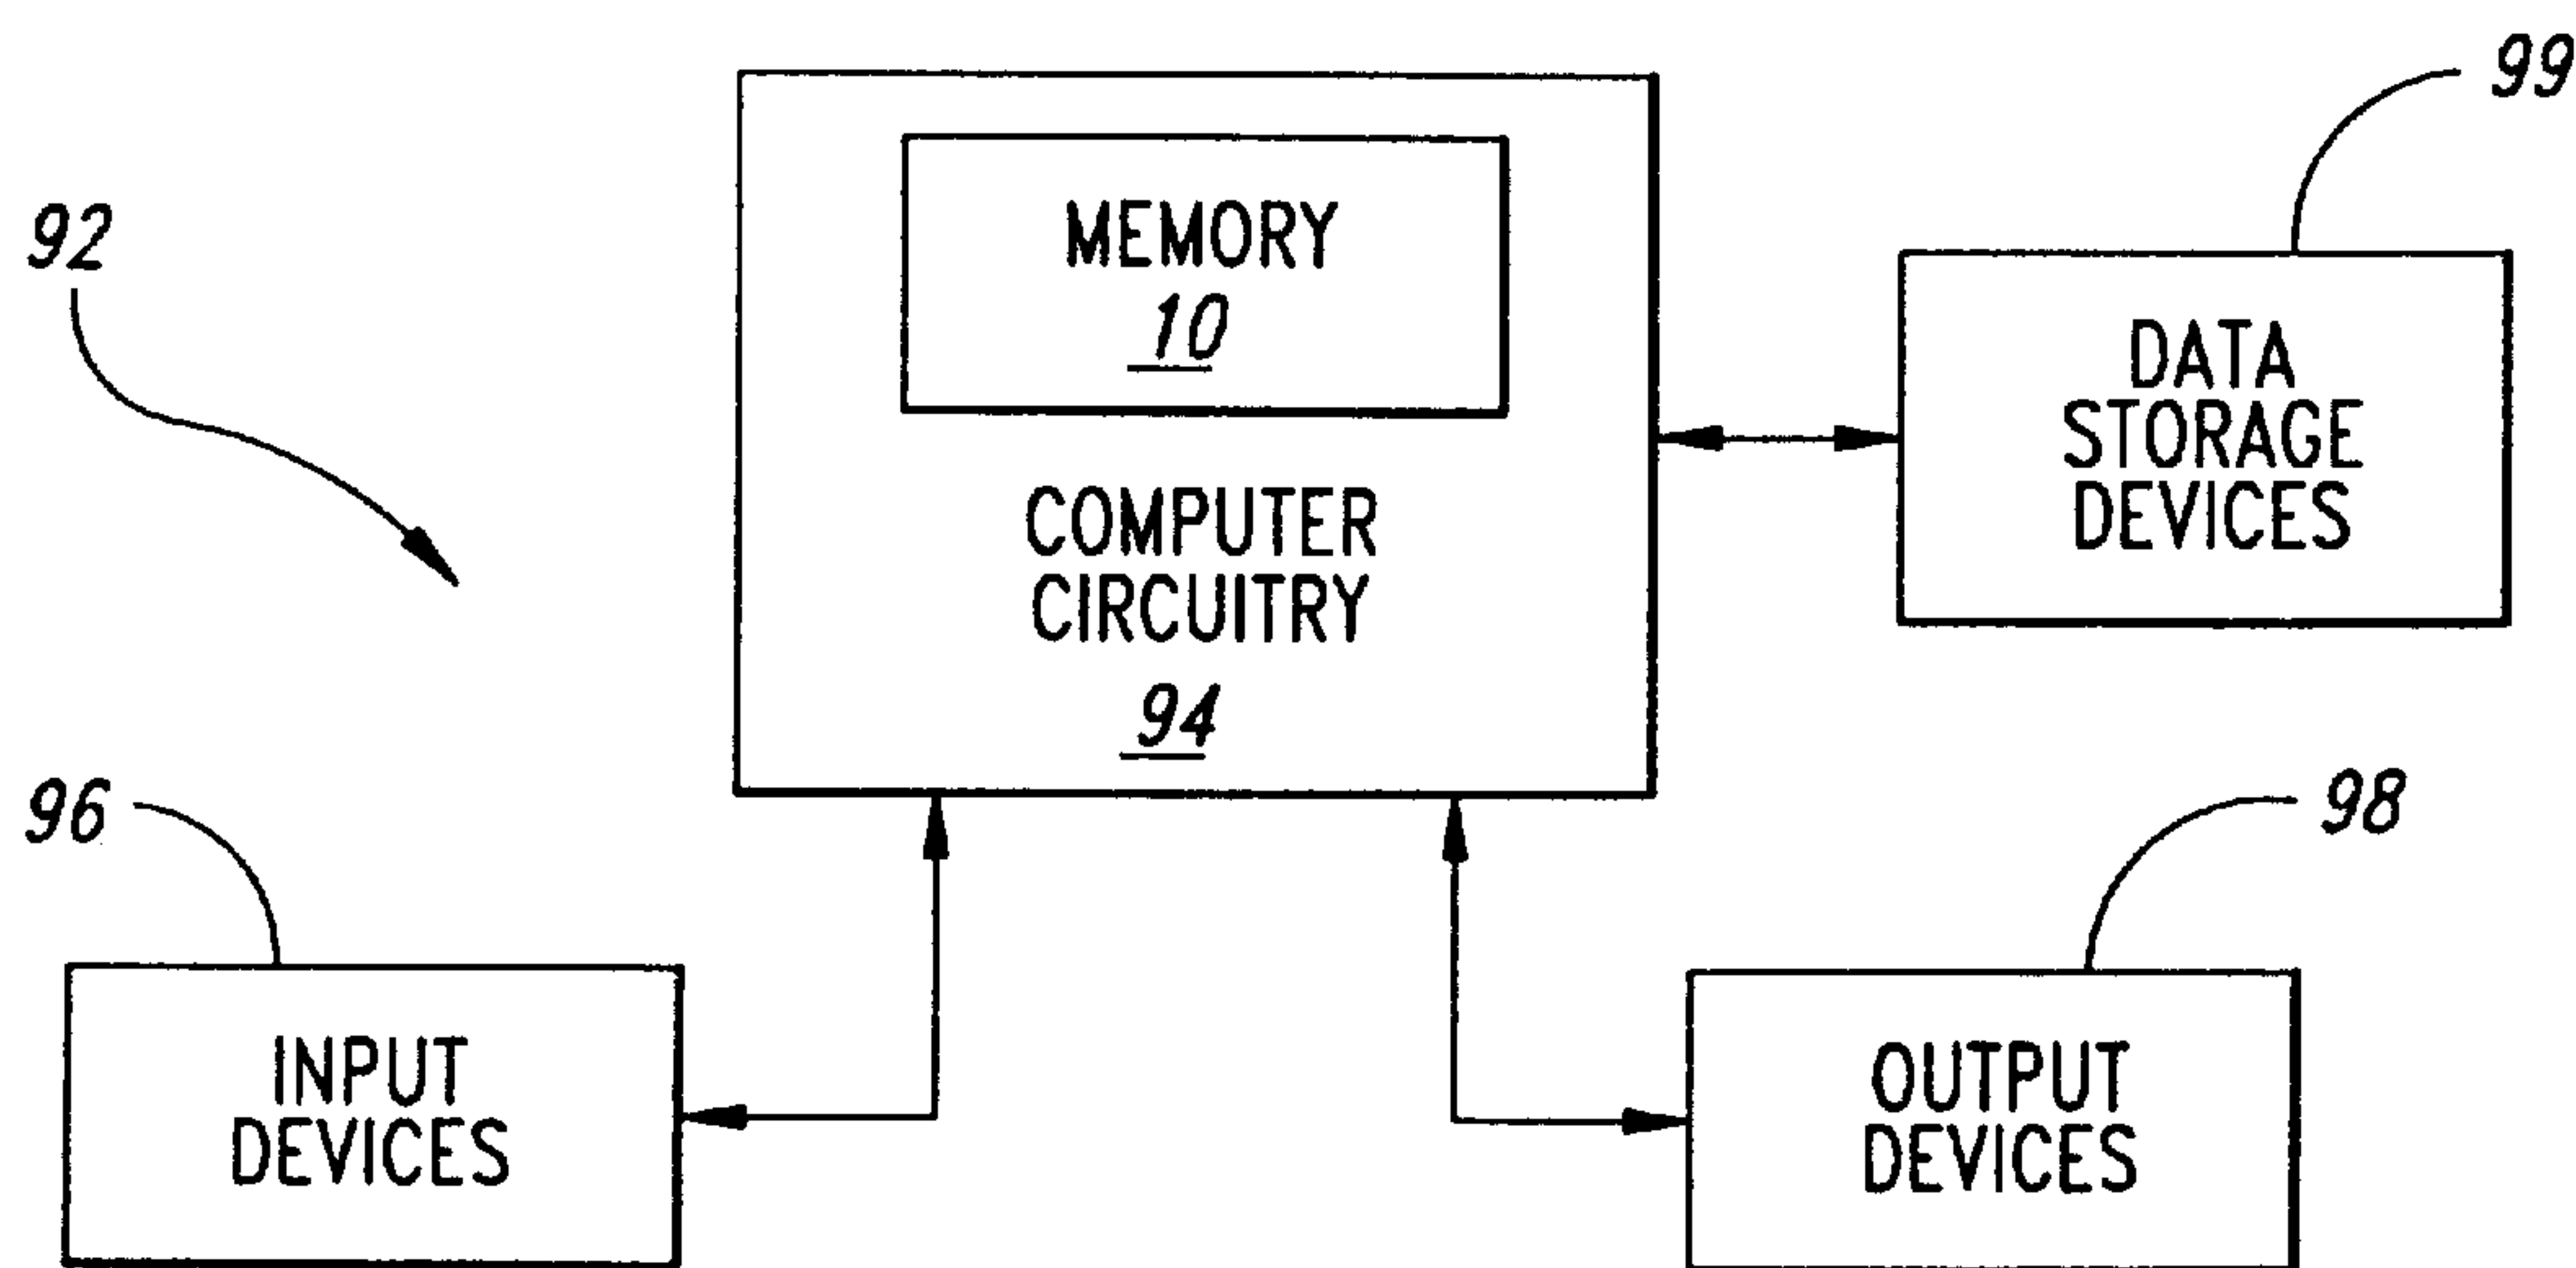 99
92
MEMORY
10
DATA
STORAGE
DEVICES
COMPUTER
CIRCUITRY
94
96
98
INPUT
DEVICES
OUTPUT
DEVICES